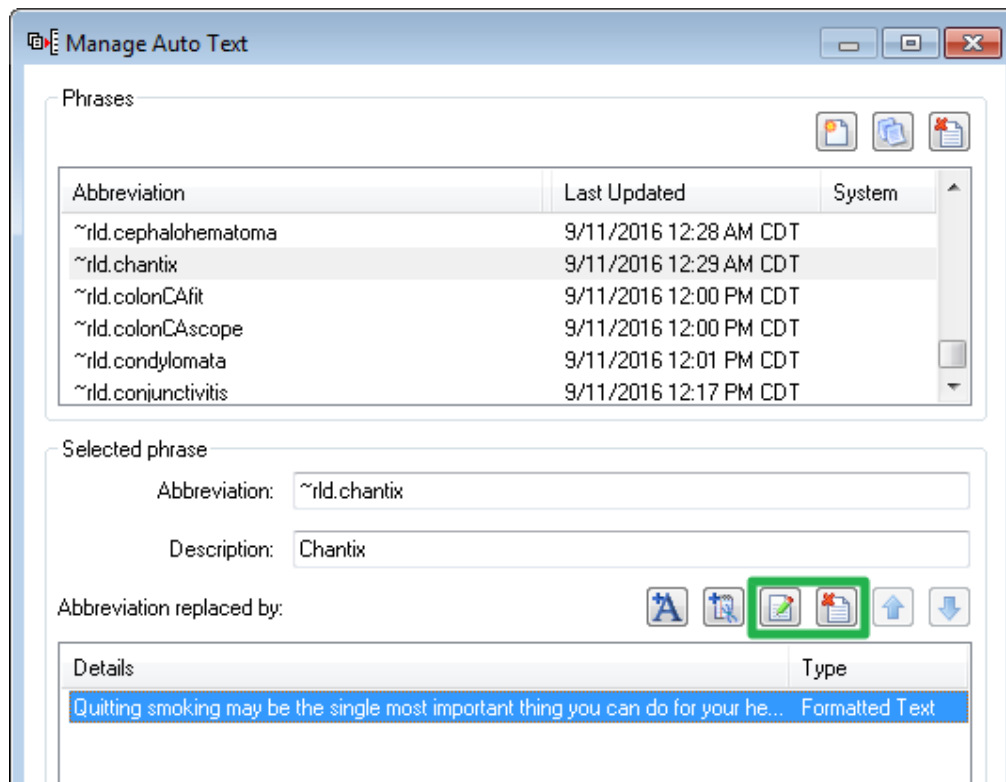 Manage Auto Text
Phrases
Abbreviation Last Updated System
~rld.cephalohematoma 9/11/2016 12:28 AM CDT
~rld.chantix 9/11/2016 12:29 AM CDT
~rld.colonCAfit 9/11/2016 12:00 PM CDT
~rld.colonCAscope 9/11/2016 12:00 PM CDT
~rld.condylomata 9/11/2016 12:01 PM CDT
~rld.conjunctivitis 9/11/2016 12:17 PM CDT
Selected phrase
Abbreviation: ~rld.chantix
Description: Chantix
Abbreviation replaced by: A
Details Type
Quitting smoking may be the single most important thing you can do for your he... Formatted Text